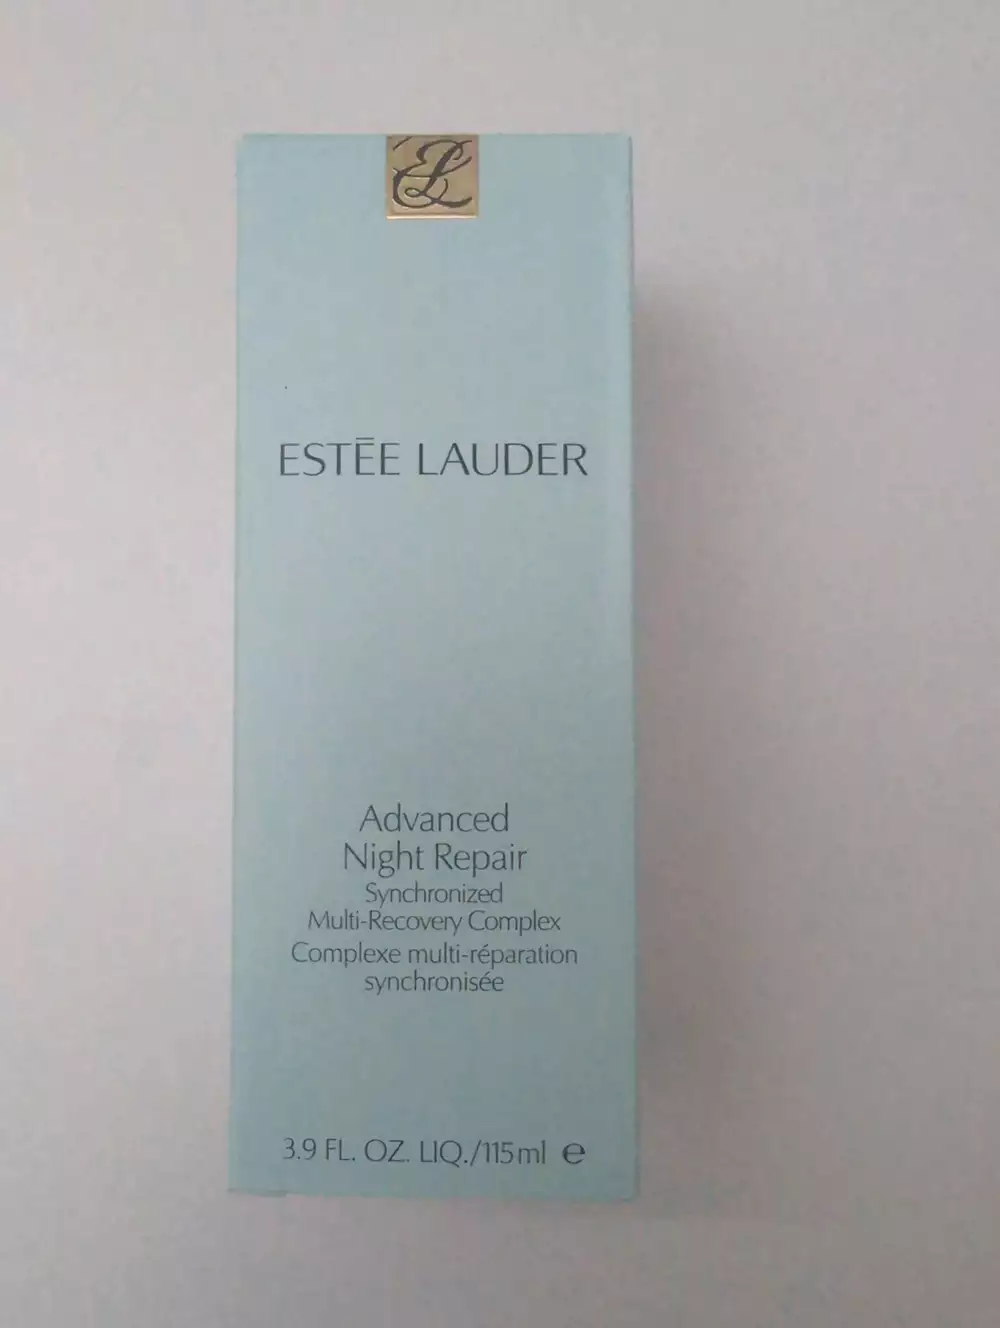 EL
ESTĒE LAUDER
Advanced
Night Repair
Synchronized
Multi-Recovery Complex
Complexe multi-réparation
synchronisée
3.9 FL. OZ. LIQ./115ml ℮